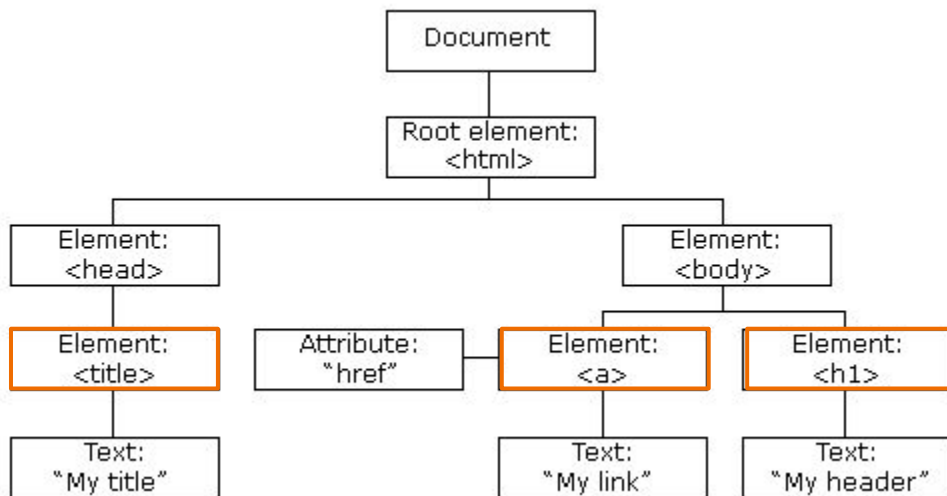 Document
Root element:
<html>
Element:
<head>
Element:
<body>
Element:
<title>
Attribute:
“href”
Element:
<a>
Element:
<h1>
Text:
“My title”
Text:
“My link”
Text:
“My header”